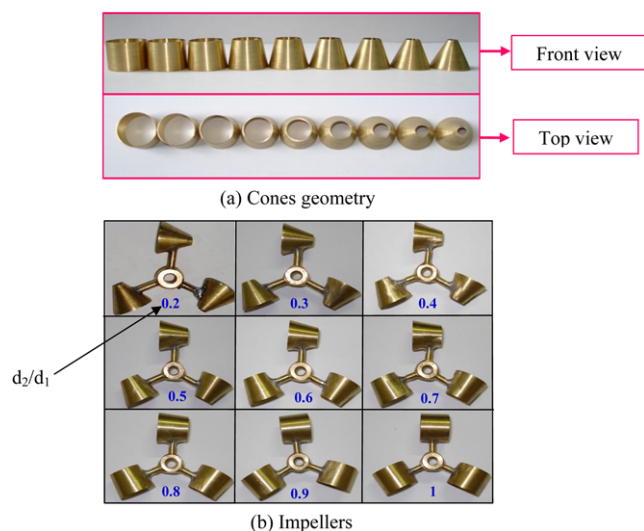 Front view
Top view
(a) Cones geometry
0.2
0.3
0.4
d₂/d₁
0.5
0.6
0.7
0.8
0.9
1
(b) Impellers